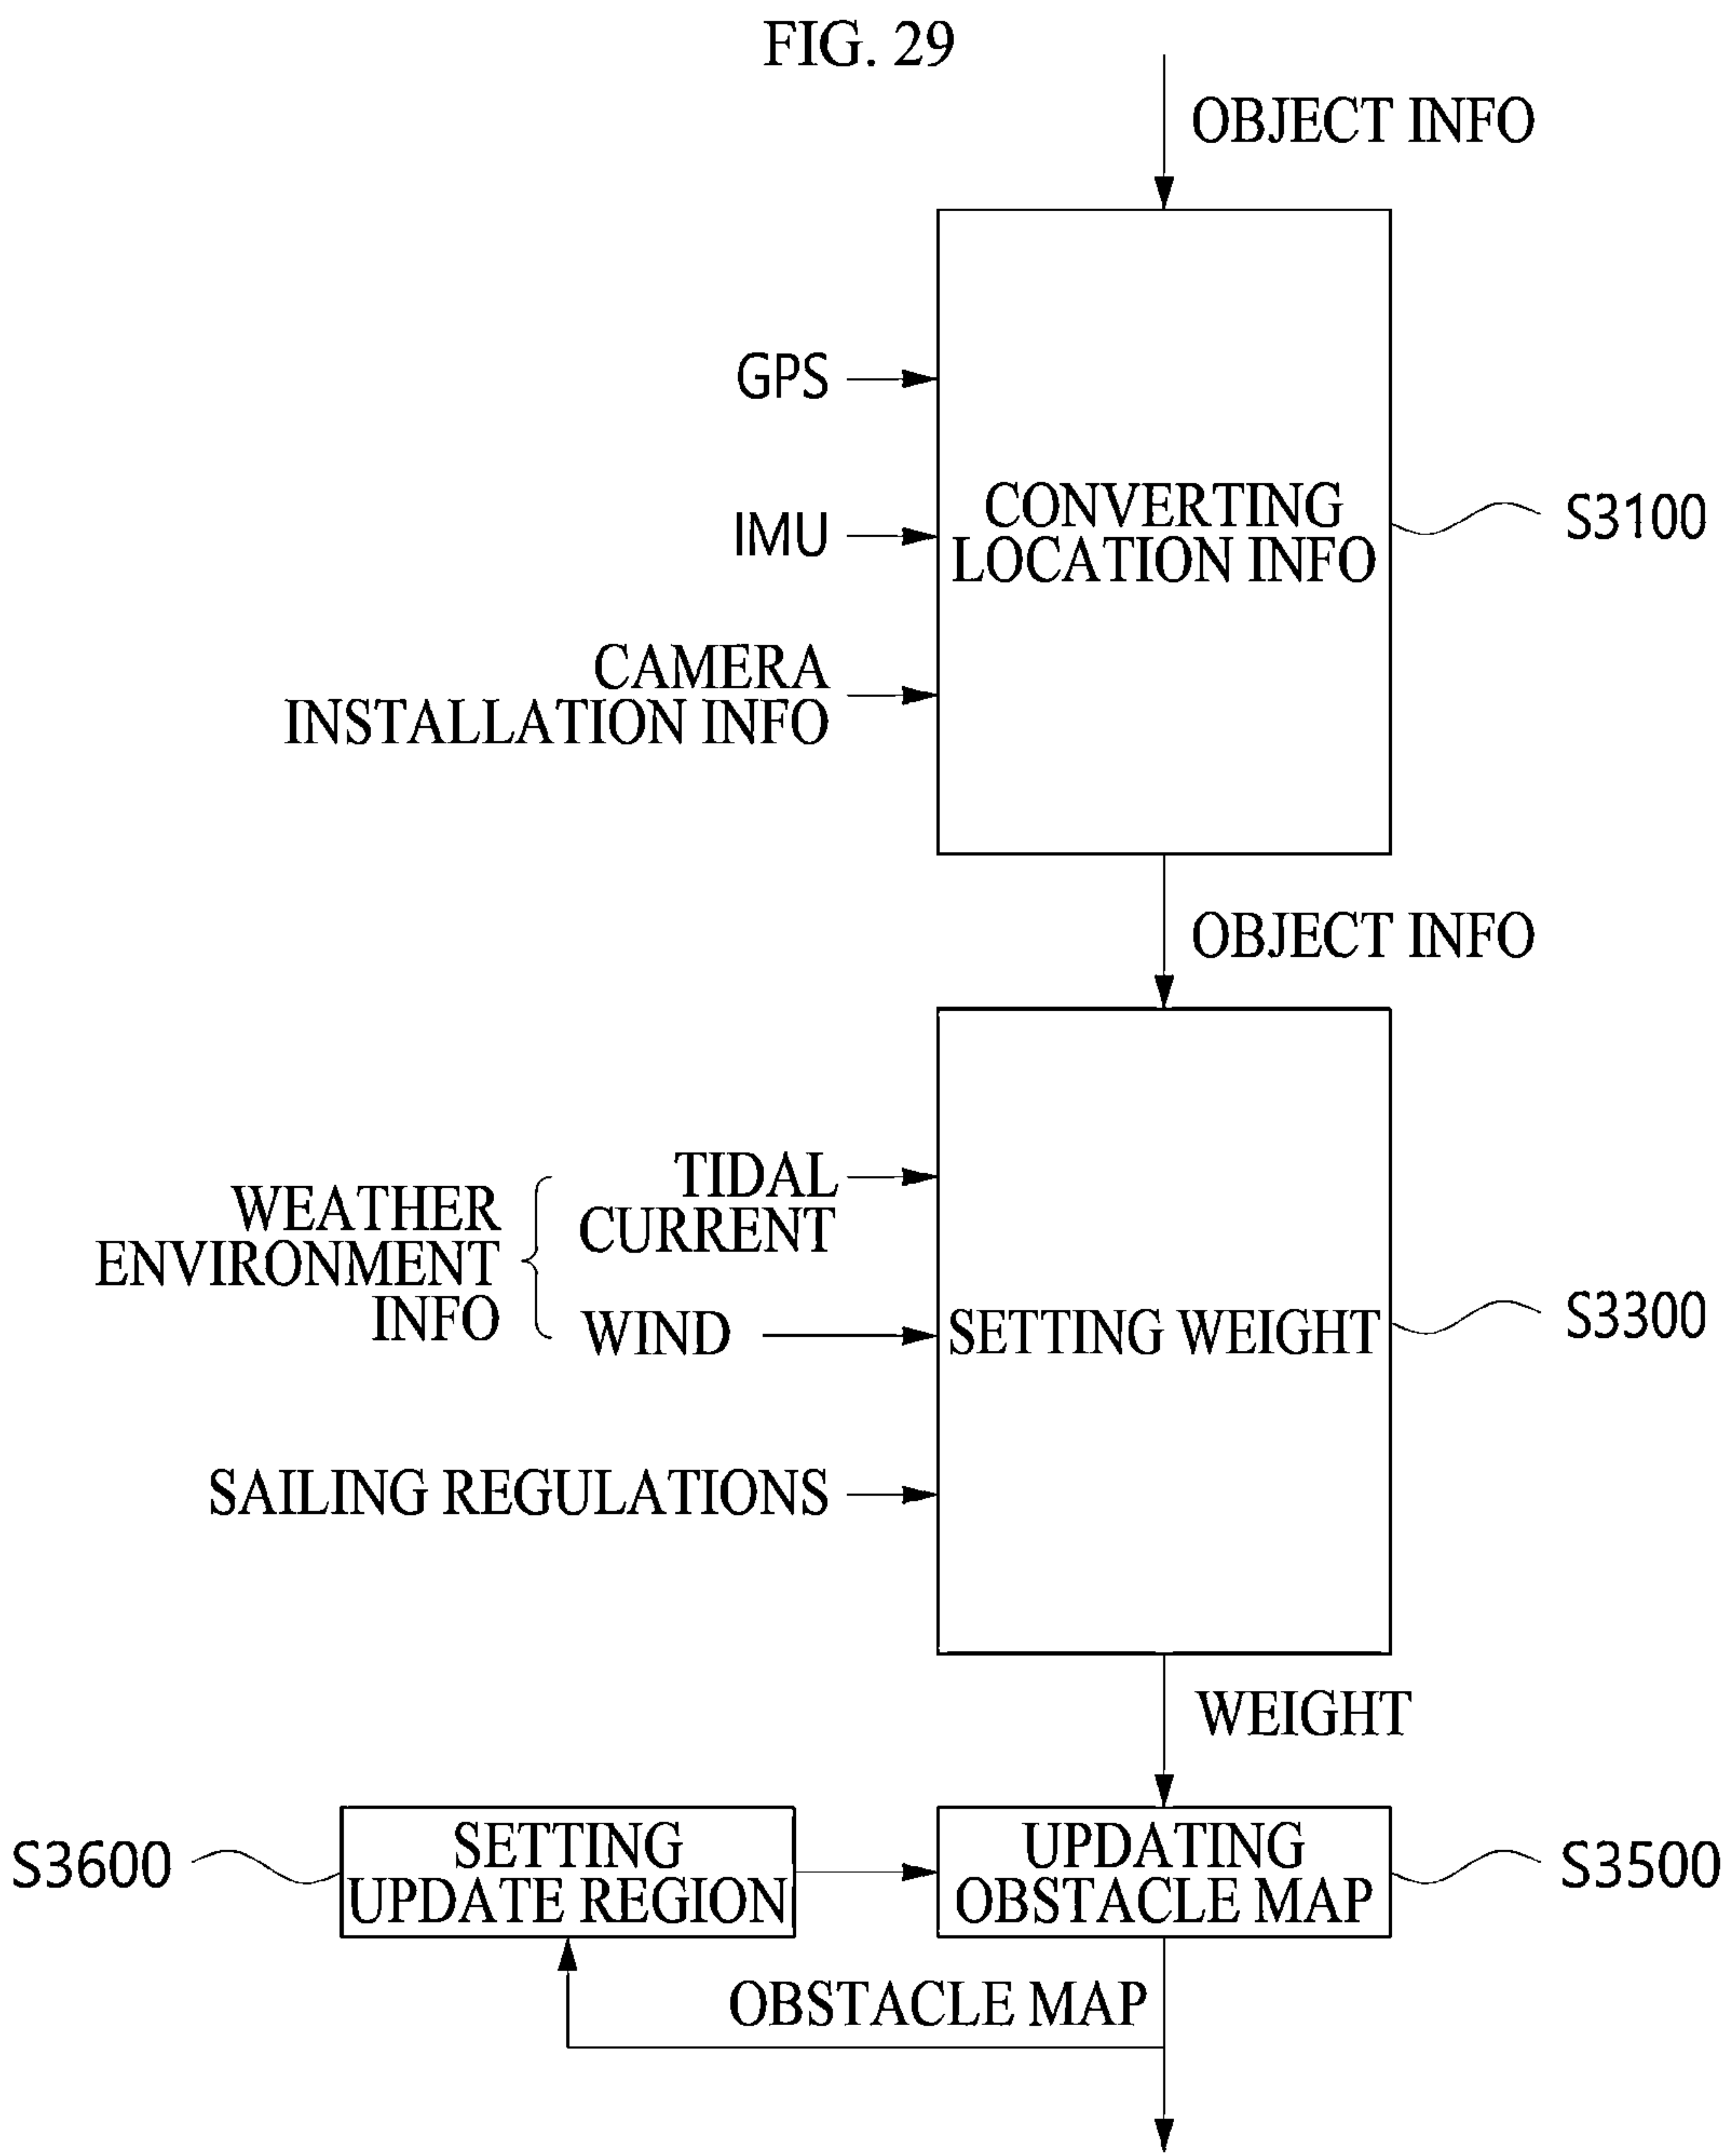 FIG. 29
OBJECT INFO
GPS
IMU
CAMERA
INSTALLATION INFO
CONVERTING
LOCATION INFO
S3100
OBJECT INFO
WEATHER
ENVIRONMENT
INFO
TIDAL
CURRENT
WIND
SAILING REGULATIONS
SETTING WEIGHT
S3300
WEIGHT
S3600
SETTING
UPDATE REGION
UPDATING
OBSTACLE MAP
S3500
OBSTACLE MAP